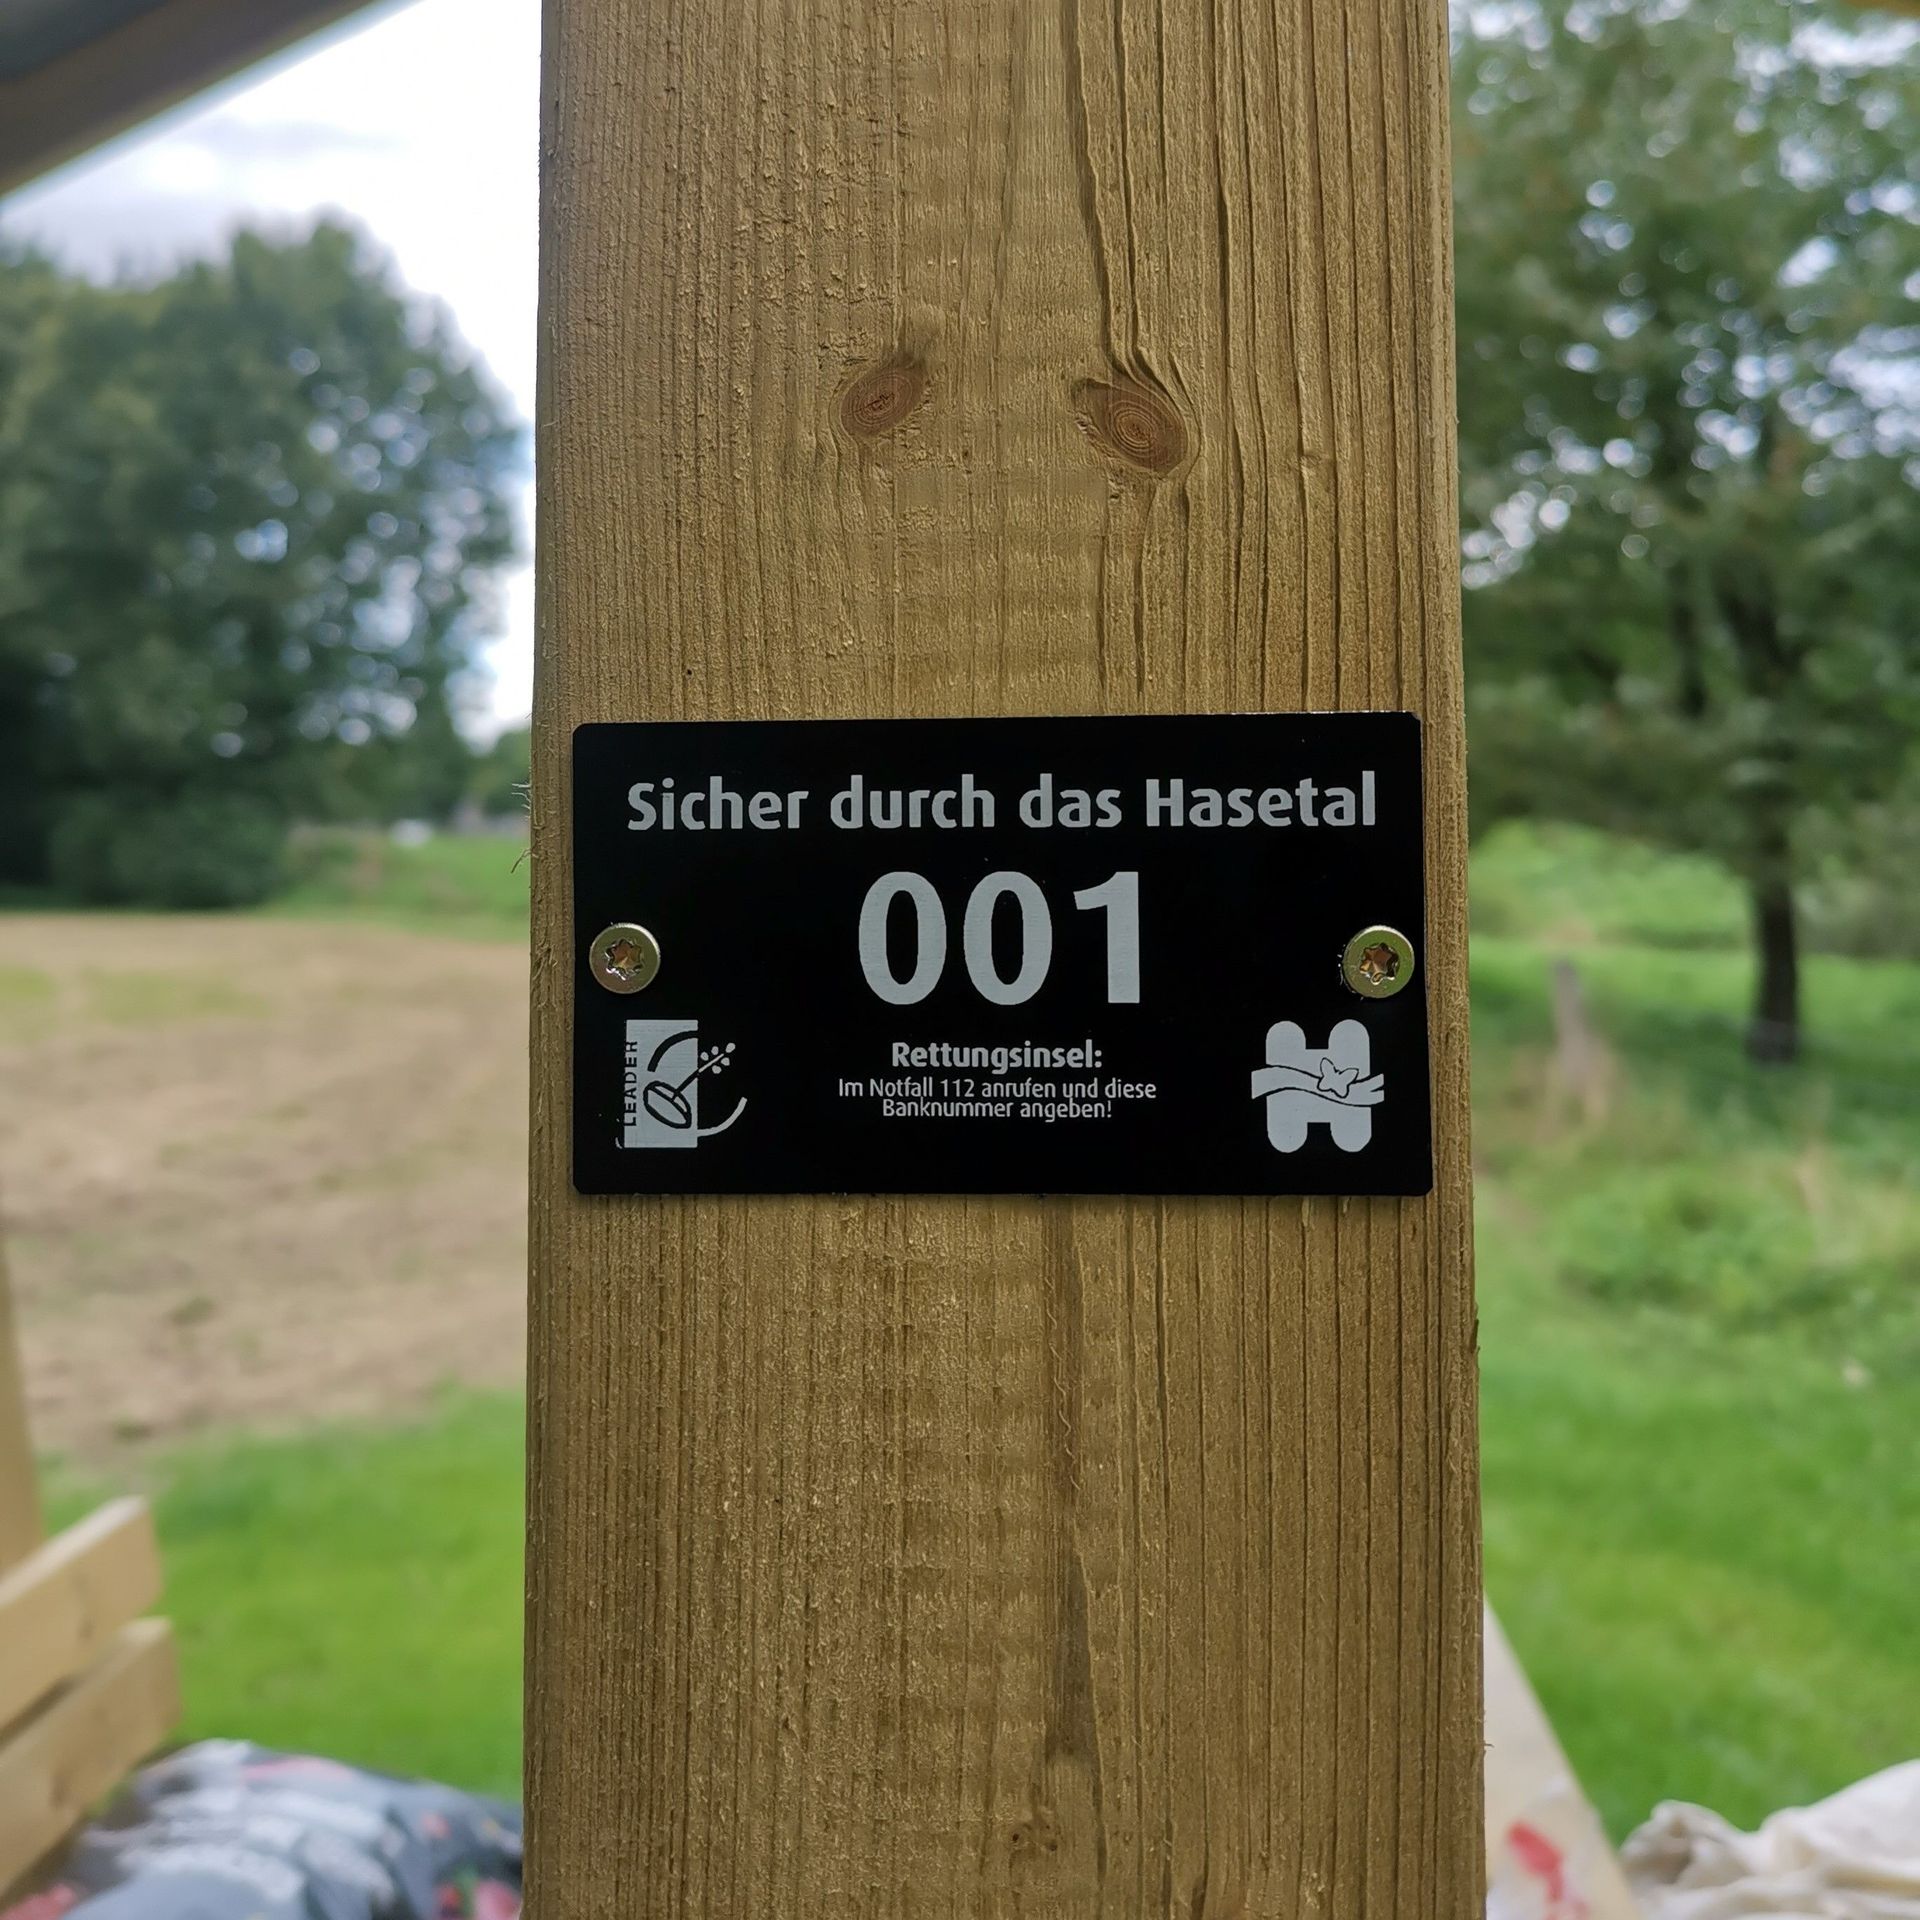 Sicher durch das Hasetal
001
Rettungsinsel:
Im Notfall 112 anrufen und diese
Banknummer angeben!
LEADER